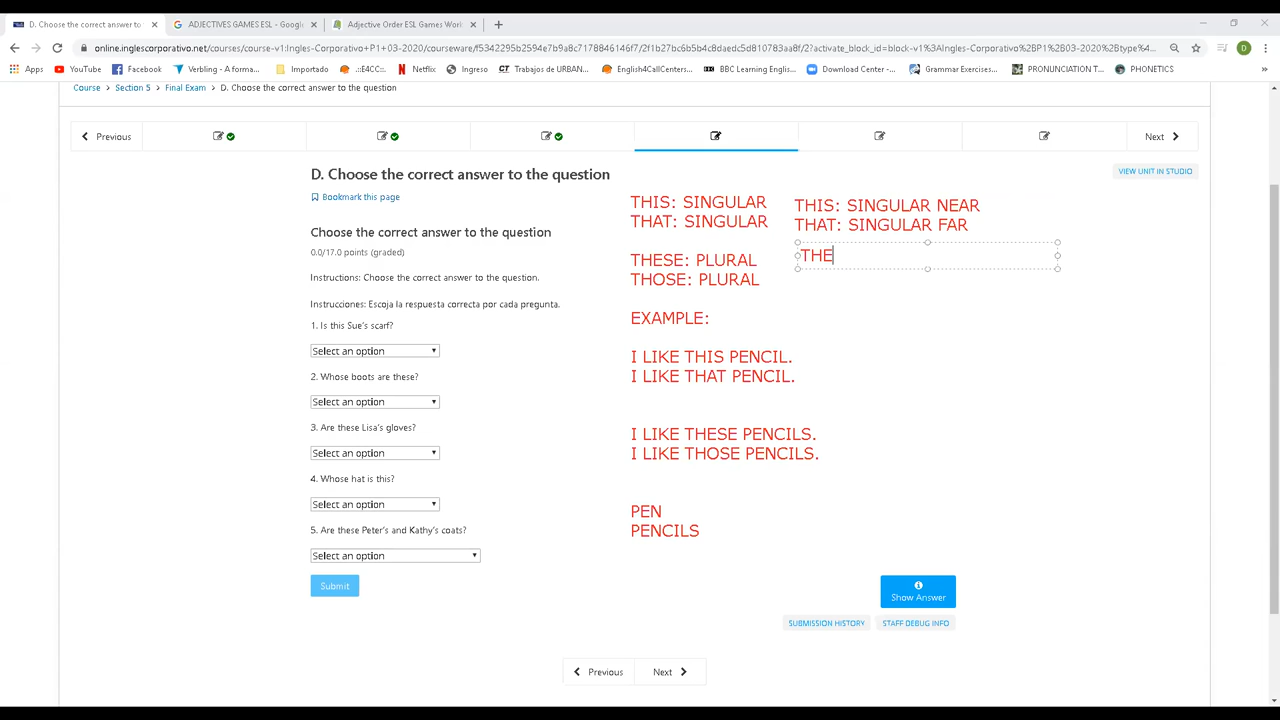 D. Choose the correct answer to
ADJECTIVES GAMES ESL - Google
Adjective Order ESL Games Work
online.inglescorporativo.net/courses/course-v1:Ingles-Corporativo+P1+03-2020/courseware/f5342295b2594e7b9a8c7178846146f7/2f1b27bc6b5b4c8daedc5d810783aa8f/2?activate_block_id=block-v1%3AIngles-Corporativo%2BP1%2B03-2020%2Btype%4...
D
Apps
YouTube
Facebook
Verbling - A forma...
Importado
.::E4CC::.
Netflix
Ingreso
Trabajos de URBAN...
English4CallCenters...
BBC Learning Englis...
Download Center -...
Grammar Exercises...
PRONUNCIATION T...
PHONETICS
»
Course > Section 5 > Final Exam > D. Choose the correct answer to the question
Previous
Next
VIEW UNIT IN STUDIO
D. Choose the correct answer to the question
Bookmark this page
Choose the correct answer to the question
0.0/17.0 points (graded)
Instructions: Choose the correct answer to the question.
Instrucciones: Escoja la respuesta correcta por cada pregunta.
1. Is this Sue's scarf?
Select an option
2. Whose boots are these?
Select an option
3. Are these Lisa's gloves?
Select an option
4. Whose hat is this?
Select an option
5. Are these Peter's and Kathy's coats?
Select an option
Submit
THIS: SINGULAR
THAT: SINGULAR
THESE: PLURAL
THOSE: PLURAL
EXAMPLE:
I LIKE THIS PENCIL.
I LIKE THAT PENCIL.
I LIKE THESE PENCILS.
I LIKE THOSE PENCILS.
PEN
PENCILS
THIS: SINGULAR NEAR
THAT: SINGULAR FAR
THE
Show Answer
SUBMISSION HISTORY
STAFF DEBUG INFO
Previous
Next